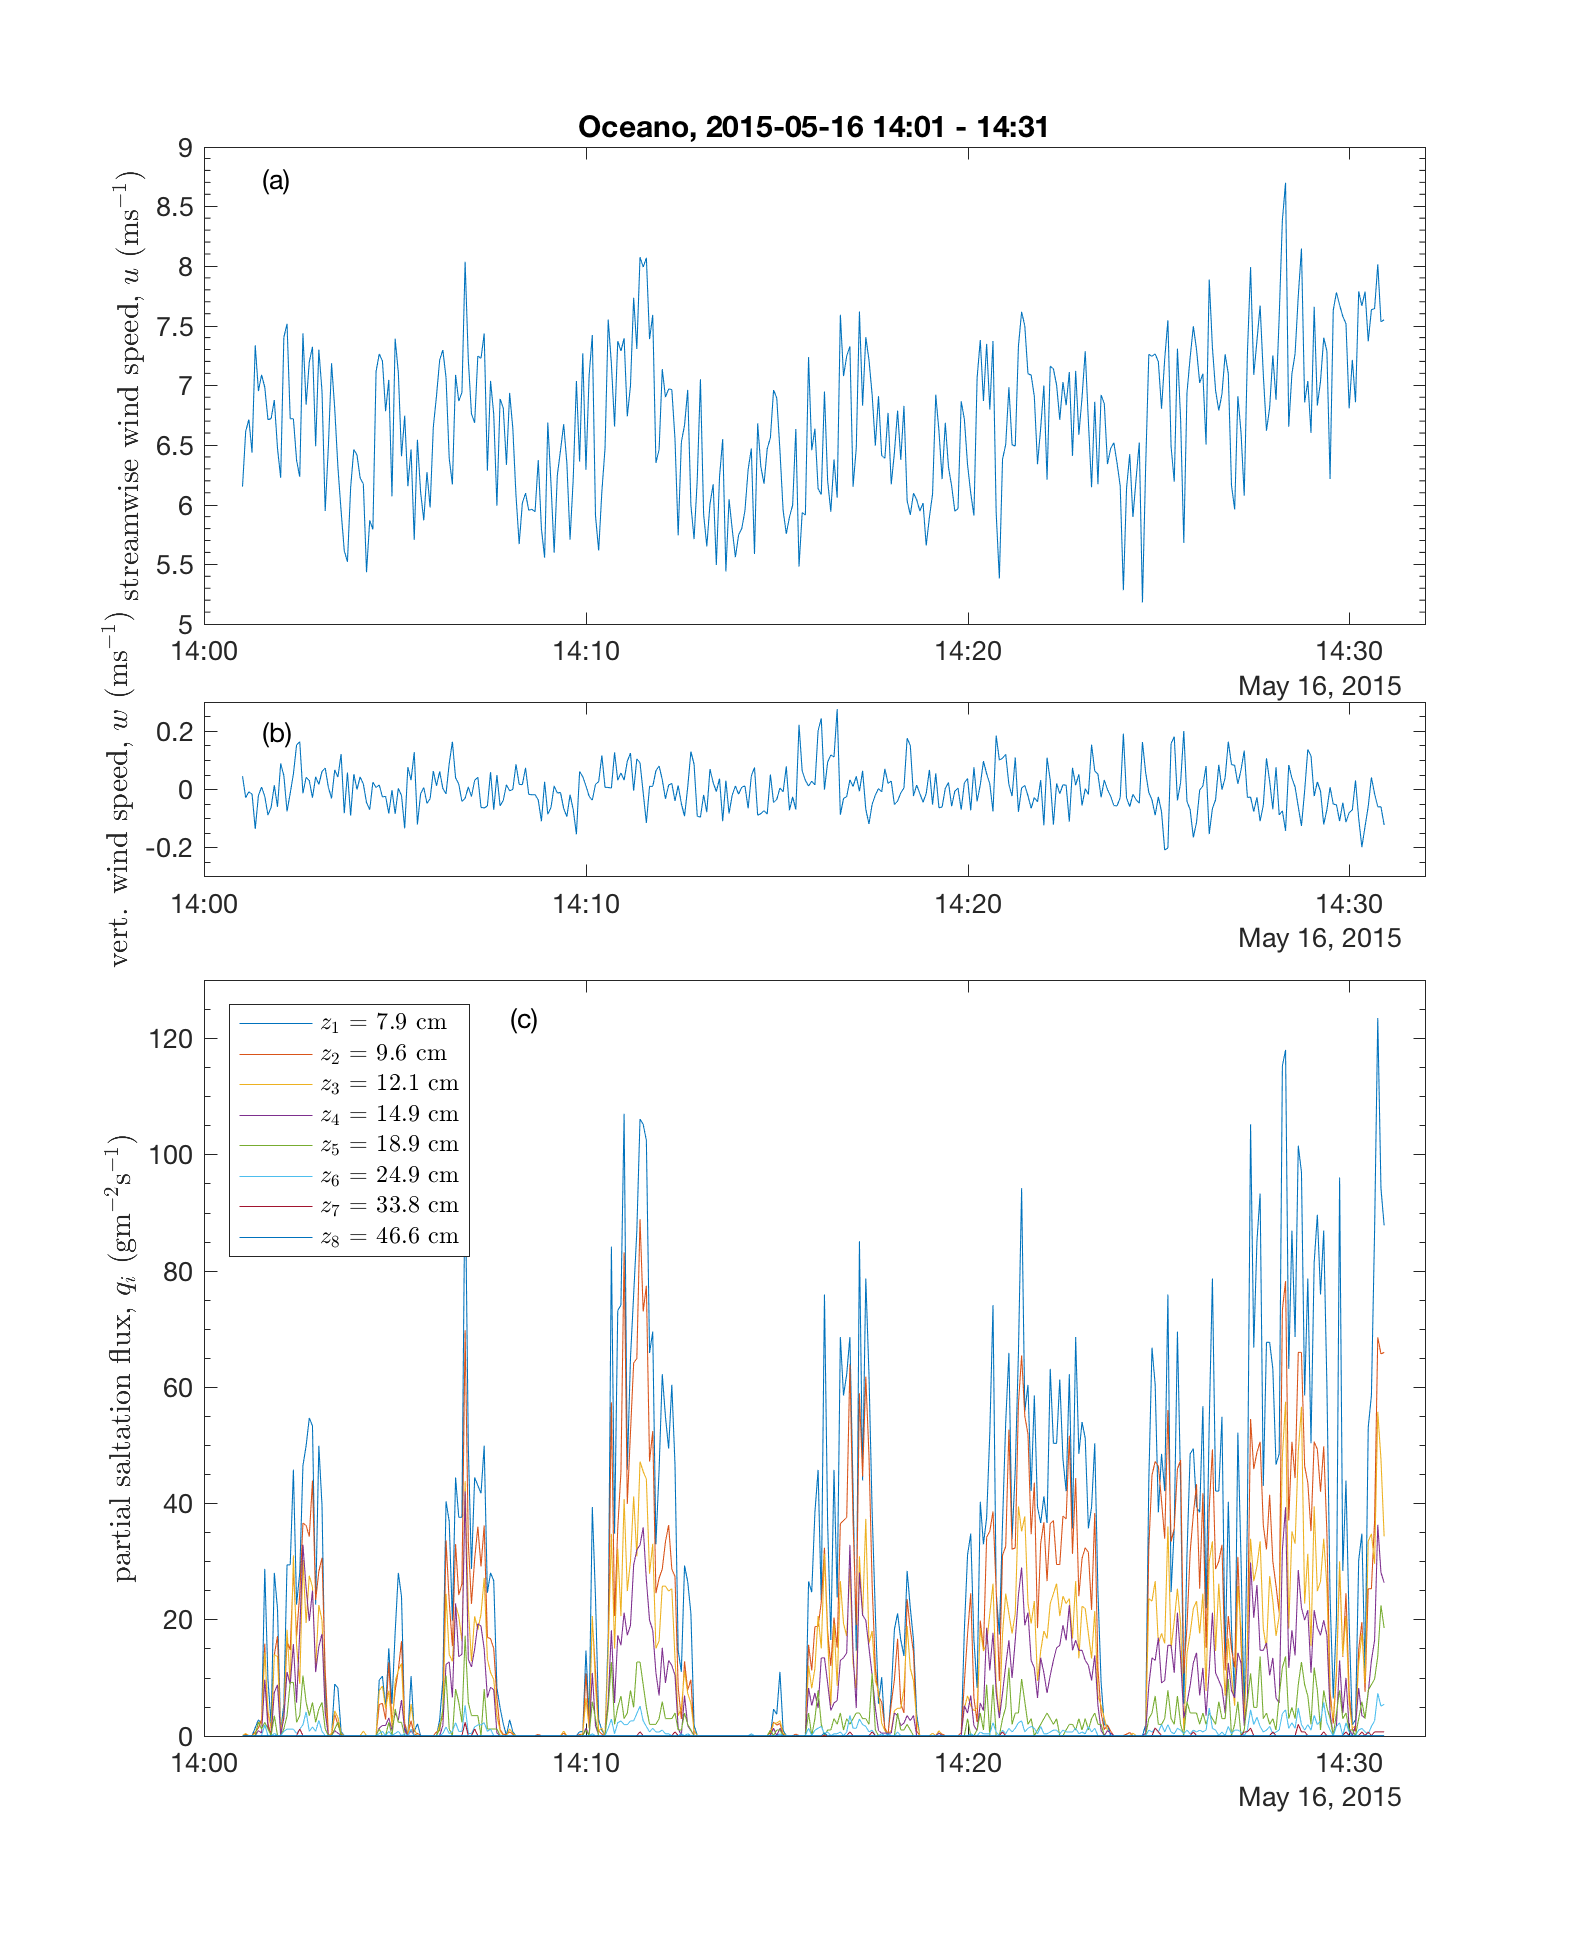 Oceano, 2015-05-16 14:01 - 14:31
(a)
streamwise wind speed, u (ms⁻¹)
9
8.5
8
7.5
7
6.5
6
5.5
5
14:00 14:10 14:20 14:30
May 16, 2015
(b)
vert. wind speed, w (ms⁻¹)
0.2
0
-0.2
14:00 14:10 14:20 14:30
May 16, 2015
(c)
partial saltation flux, qᵢ (gm⁻²s⁻¹)
z₁ = 7.9 cm
z₂ = 9.6 cm
z₃ = 12.1 cm
z₄ = 14.9 cm
z₅ = 18.9 cm
z₆ = 24.9 cm
z₇ = 33.8 cm
z₈ = 46.6 cm
120
100
80
60
40
20
0
14:00 14:10 14:20 14:30
May 16, 2015